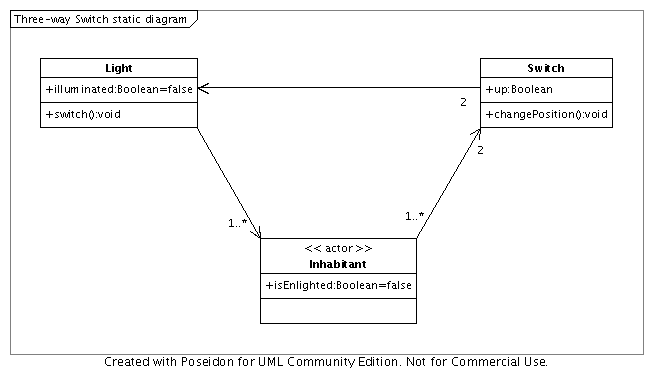 Three-way Switch static diagram
Light
+illuminated:Boolean=false
+switch():void
Switch
+up:Boolean
+changePosition():void
2
2
1..*
1..*
<< actor >>
Inhabitant
+isEnlighted:Boolean=false
Created with Poseidon for UML Community Edition. Not for Commercial Use.